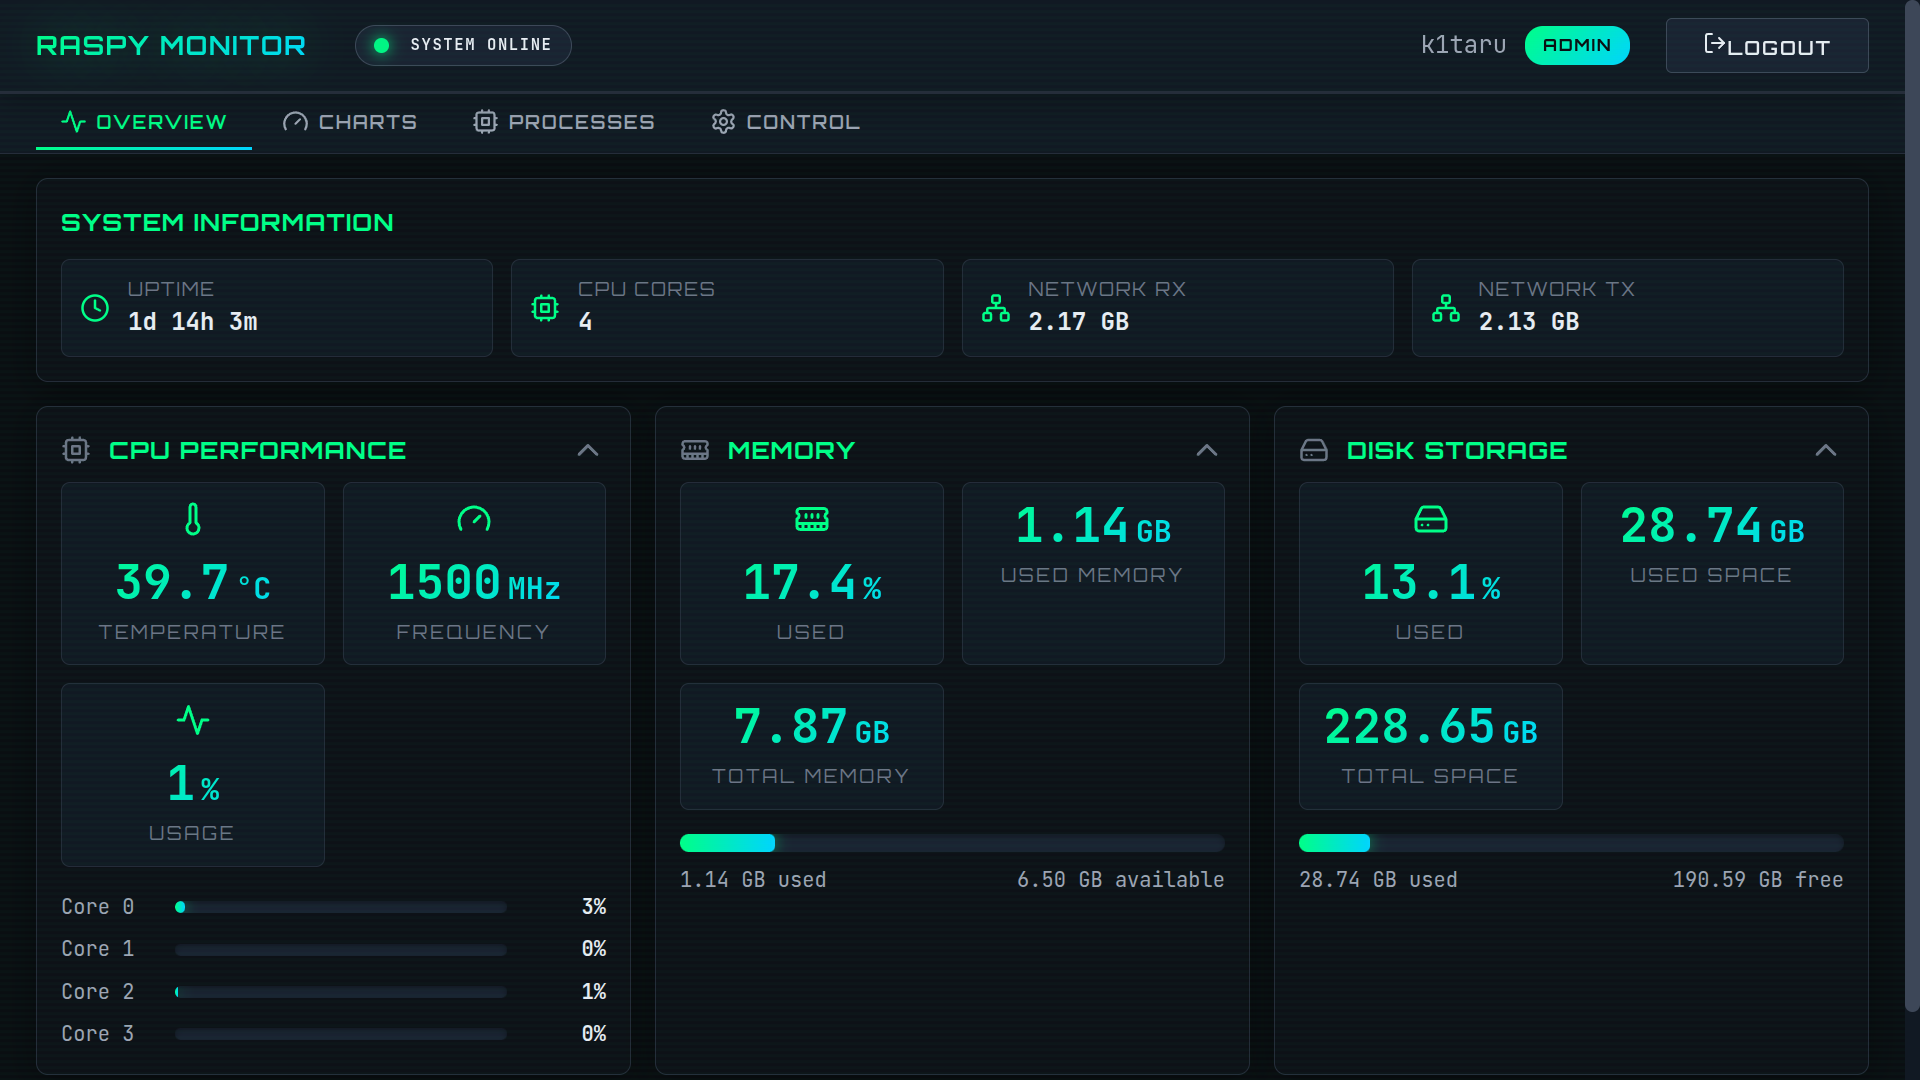 RASPY MONITOR
SYSTEM ONLINE
k1taru
ADMIN
LOGOUT
OVERVIEW
CHARTS
PROCESSES
CONTROL
SYSTEM INFORMATION
UPTIME
1d 14h 3m
CPU CORES
4
NETWORK RX
2.17 GB
NETWORK TX
2.13 GB
CPU PERFORMANCE
39.7 °C
TEMPERATURE
1500 MHz
FREQUENCY
1 %
USAGE
Core 0 3%
Core 1 0%
Core 2 1%
Core 3 0%
MEMORY
17.4 %
USED
1.14 GB
USED MEMORY
7.87 GB
TOTAL MEMORY
1.14 GB used
6.50 GB available
DISK STORAGE
13.1 %
USED
28.74 GB
USED SPACE
228.65 GB
TOTAL SPACE
28.74 GB used
190.59 GB free